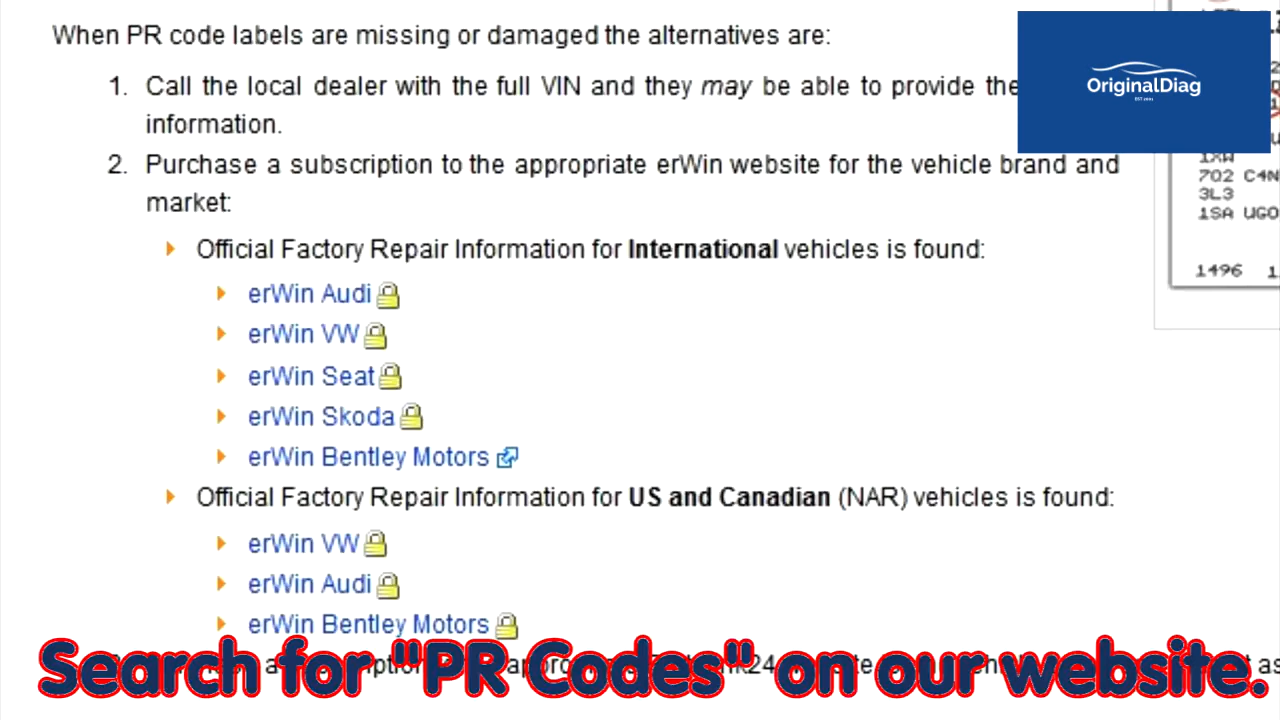 When PR code labels are missing or damaged the alternatives are:
1. Call the local dealer with the full VIN and they may be able to provide the
information.
2. Purchase a subscription to the appropriate erWin website for the vehicle brand and
market:
Official Factory Repair Information for International vehicles is found:
erWin Audi
erWin VW
erWin Seat
erWin Skoda
erWin Bentley Motors
Official Factory Repair Information for US and Canadian (NAR) vehicles is found:
erWin VW
erWin Audi
erWin Bentley Motors
Search for "PR Codes" on our website.
OriginalDiag
1XW
702 C4N
3L3
1SA UGO
1496